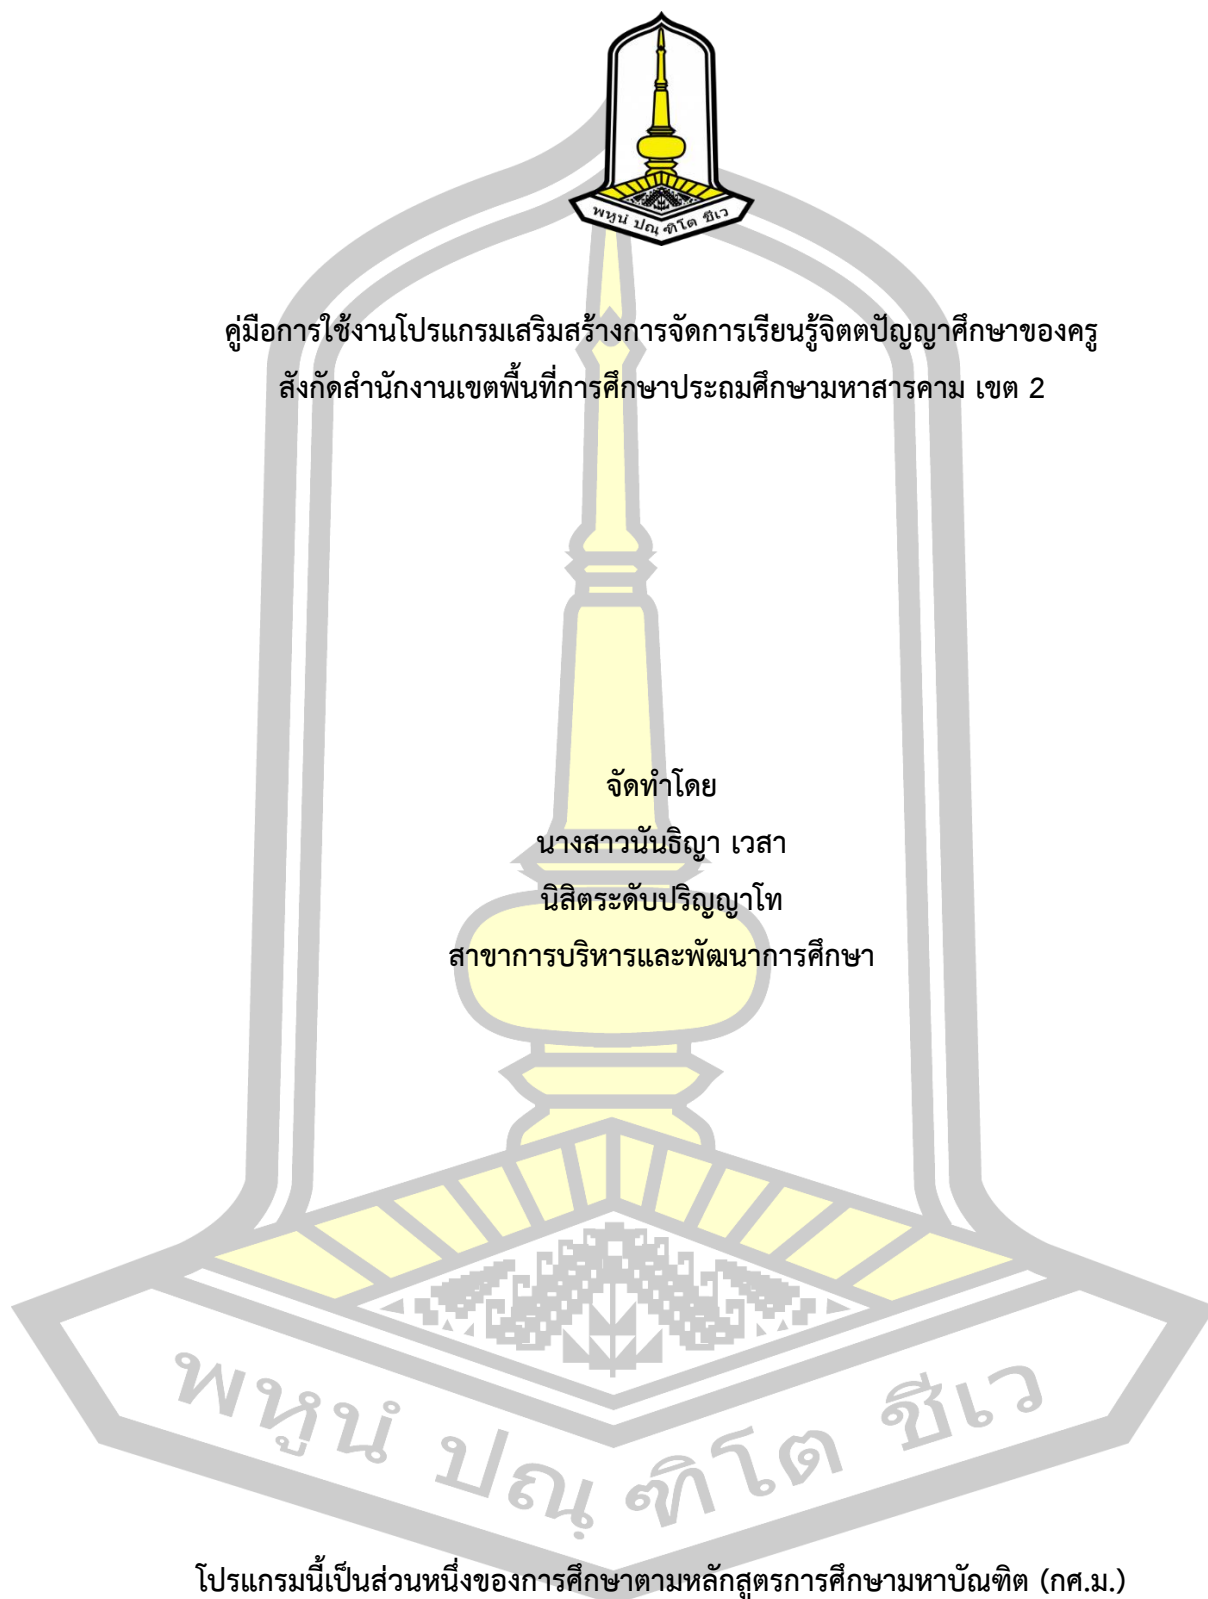 พหูนํ ปณฺฑิโต ชีเว
คู่มือการใช้งานโปรแกรมเสริมสร้างการจัดการเรียนรู้จิตตปัญญาศึกษาของครู
สังกัดสำนักงานเขตพื้นที่การศึกษาประถมศึกษามหาสารคาม เขต 2
จัดทำโดย
นางสาวนันธิญา เวสา
นิสิตระดับปริญญาโท
สาขาการบริหารและพัฒนาการศึกษา
พหูนํ ปณฺฑิโต ชีเว
โปรแกรมนี้เป็นส่วนหนึ่งของการศึกษาตามหลักสูตรการศึกษามหาบัณฑิต (กศ.ม.)